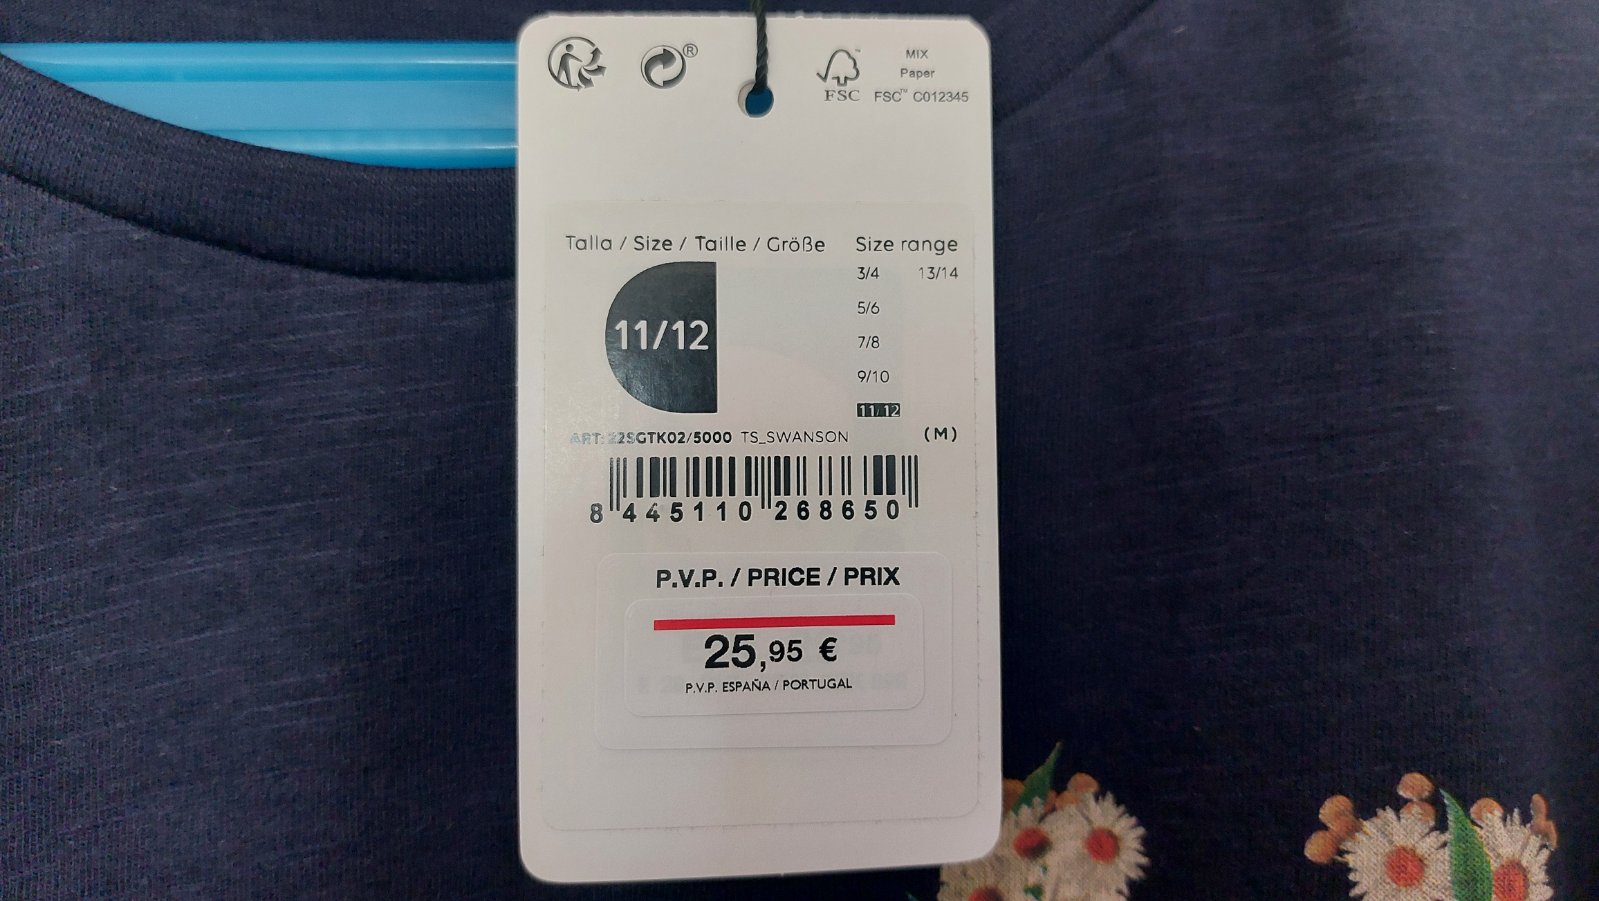 ®
FSC
MIX
Paper
FSC™ C012345
Talla / Size / Taille / Größe
Size range
3/4 13/14
5/6
7/8
9/10
11/12
11/12
ART: 22SGTK02/5000 TS_SWANSON (M)
8 445110 268650
P.V.P. / PRICE / PRIX
25,95 €
P.V.P. ESPAÑA / PORTUGAL